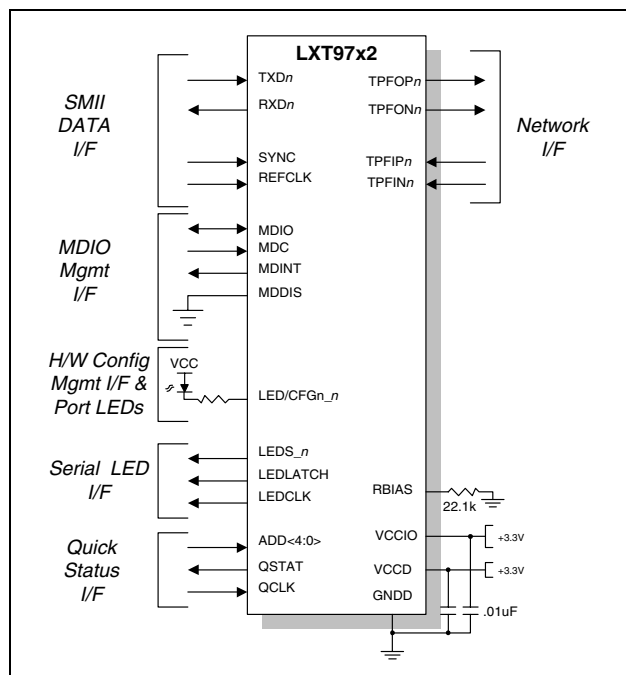 LXT97x2
SMII
DATA
I/F
TXDn
RXDn
SYNC
REFCLK
TPFOPn
TPFONn
TPFIPn
TPFINn
Network
I/F
MDIO
Mgmt
I/F
MDIO
MDC
MDINT
MDDIS
H/W Config
Mgmt I/F &
Port LEDs
VCC
LED/CFGn_n
Serial LED
I/F
LEDS_n
LEDLATCH
LEDCLK
Quick
Status
I/F
ADD<4:0>
QSTAT
QCLK
RBIAS
22.1k
VCCIO
+3.3V
VCCD
+3.3V
GNDD
.01uF